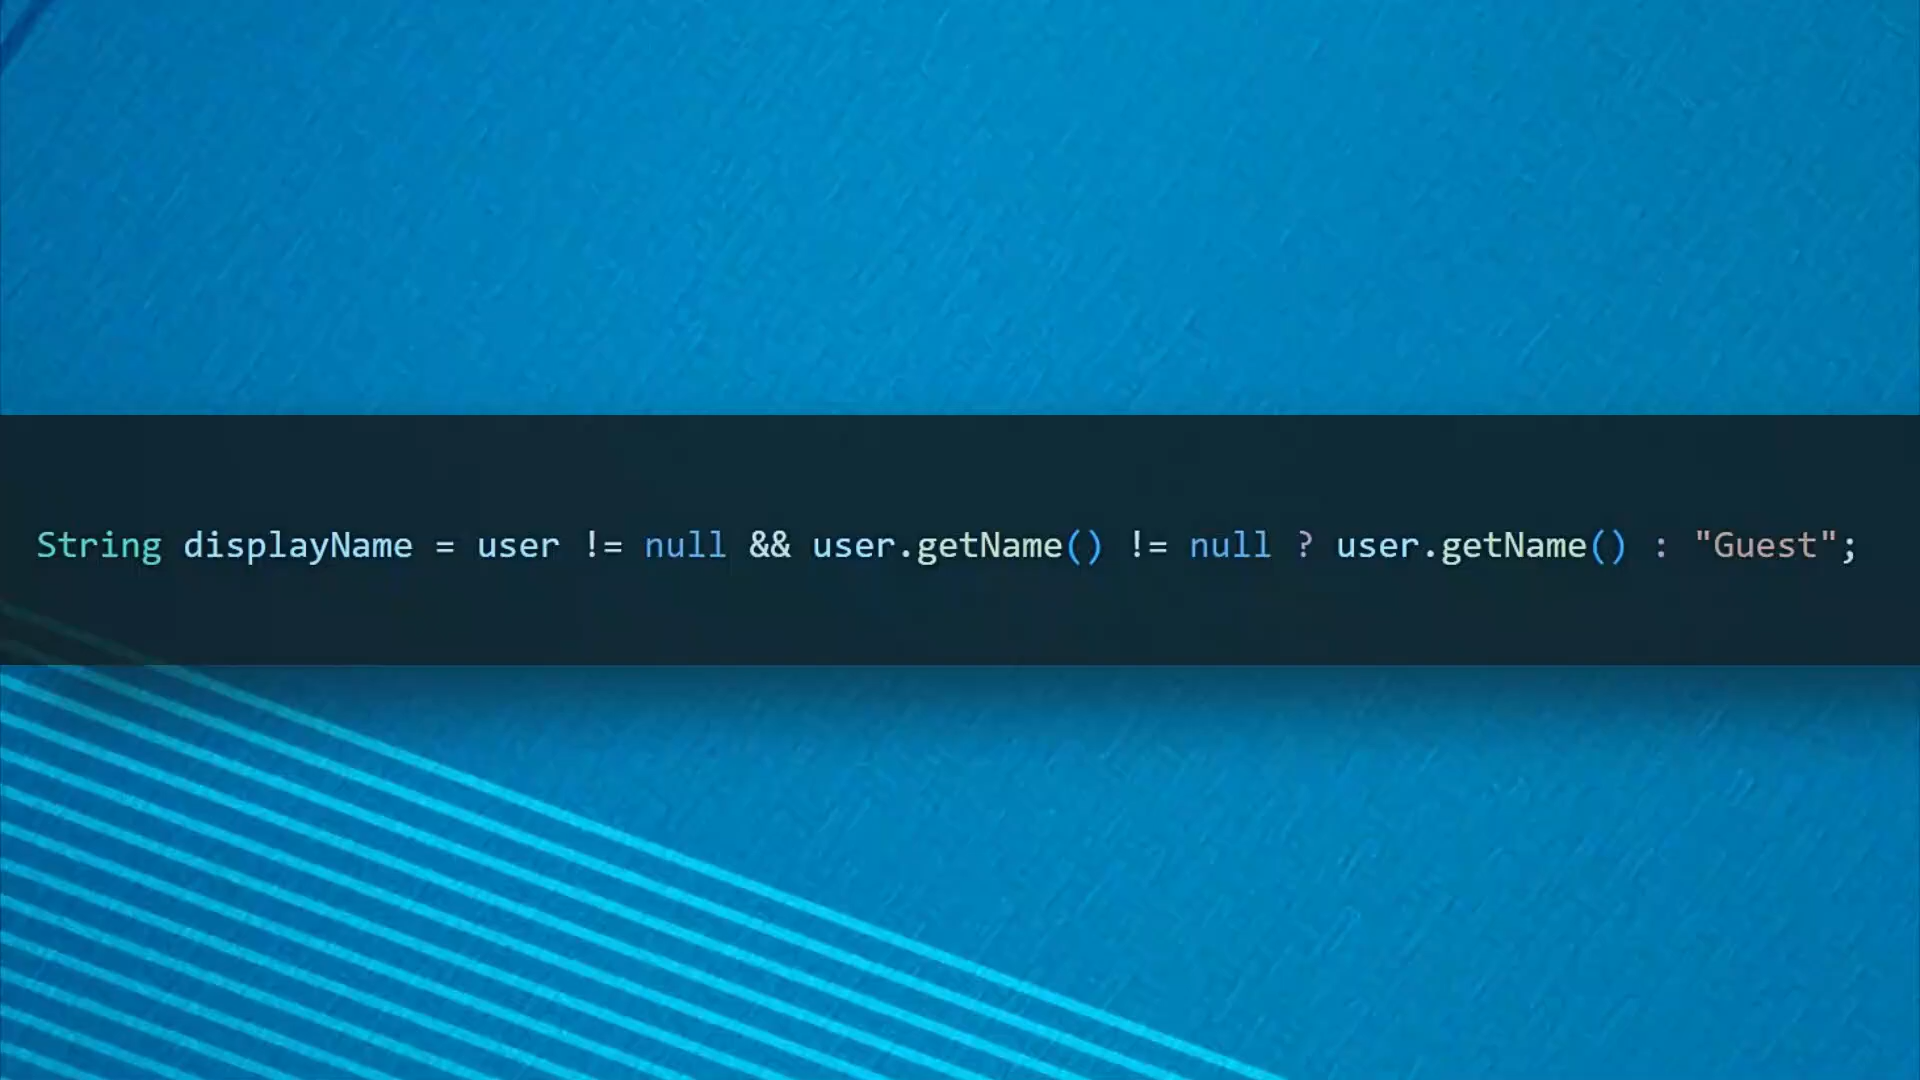 String displayName = user != null && user.getName() != null ? user.getName() : "Guest";